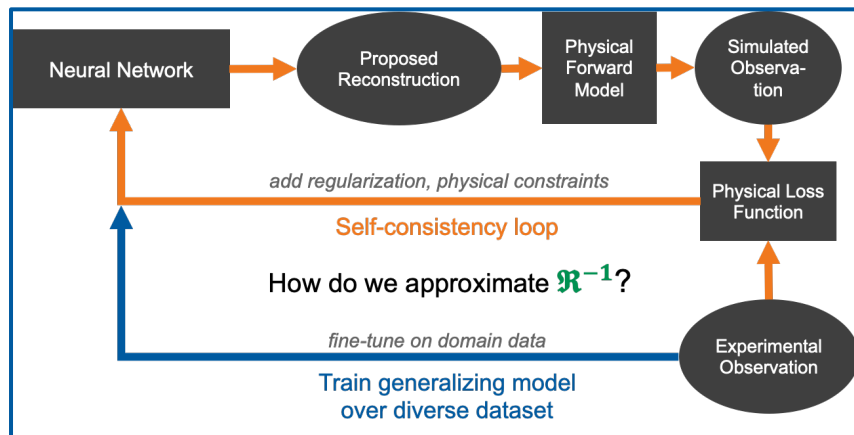 Neural Network
Proposed
Reconstruction
Physical
Forward
Model
Simulated
Observa-
tion
add regularization, physical constraints
Physical Loss
Function
Self-consistency loop
How do we approximate ℜ⁻¹?
fine-tune on domain data
Experimental
Observation
Train generalizing model
over diverse dataset